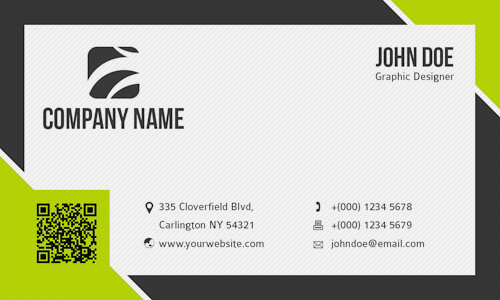 COMPANY NAME
JOHN DOE
Graphic Designer
335 Cloverfield Blvd,
Carlington NY 54321
www.yourwebsite.com
+(000) 1234 5678
+(000) 1234 5679
johndoe@email.com